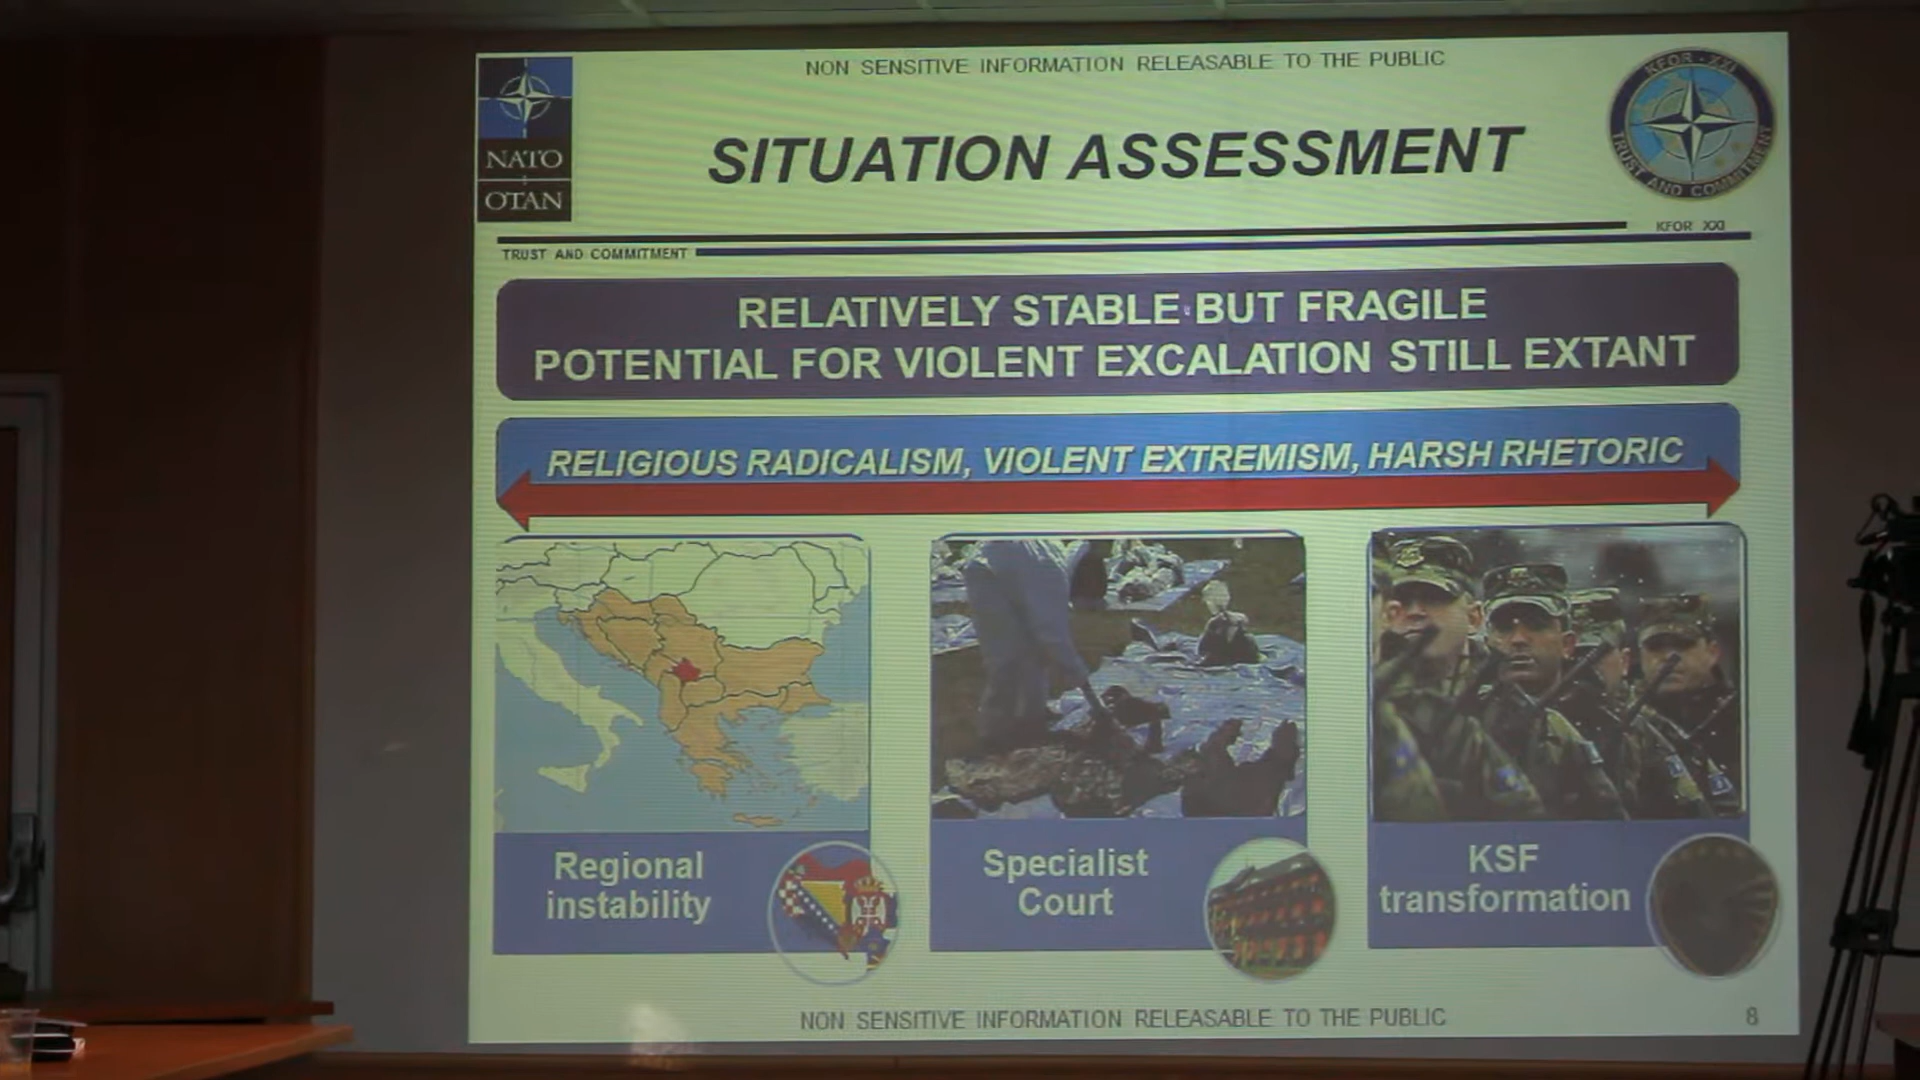 NON SENSITIVE INFORMATION RELEASABLE TO THE PUBLIC
NATO
OTAN
SITUATION ASSESSMENT
KFOR - XXI
TRUST AND COMMITMENT
KFOR XXI
TRUST AND COMMITMENT
RELATIVELY STABLE BUT FRAGILE
POTENTIAL FOR VIOLENT EXCALATION STILL EXTANT
RELIGIOUS RADICALISM, VIOLENT EXTREMISM, HARSH RHETORIC
Regional
instability
Specialist
Court
KSF
transformation
NON SENSITIVE INFORMATION RELEASABLE TO THE PUBLIC
8